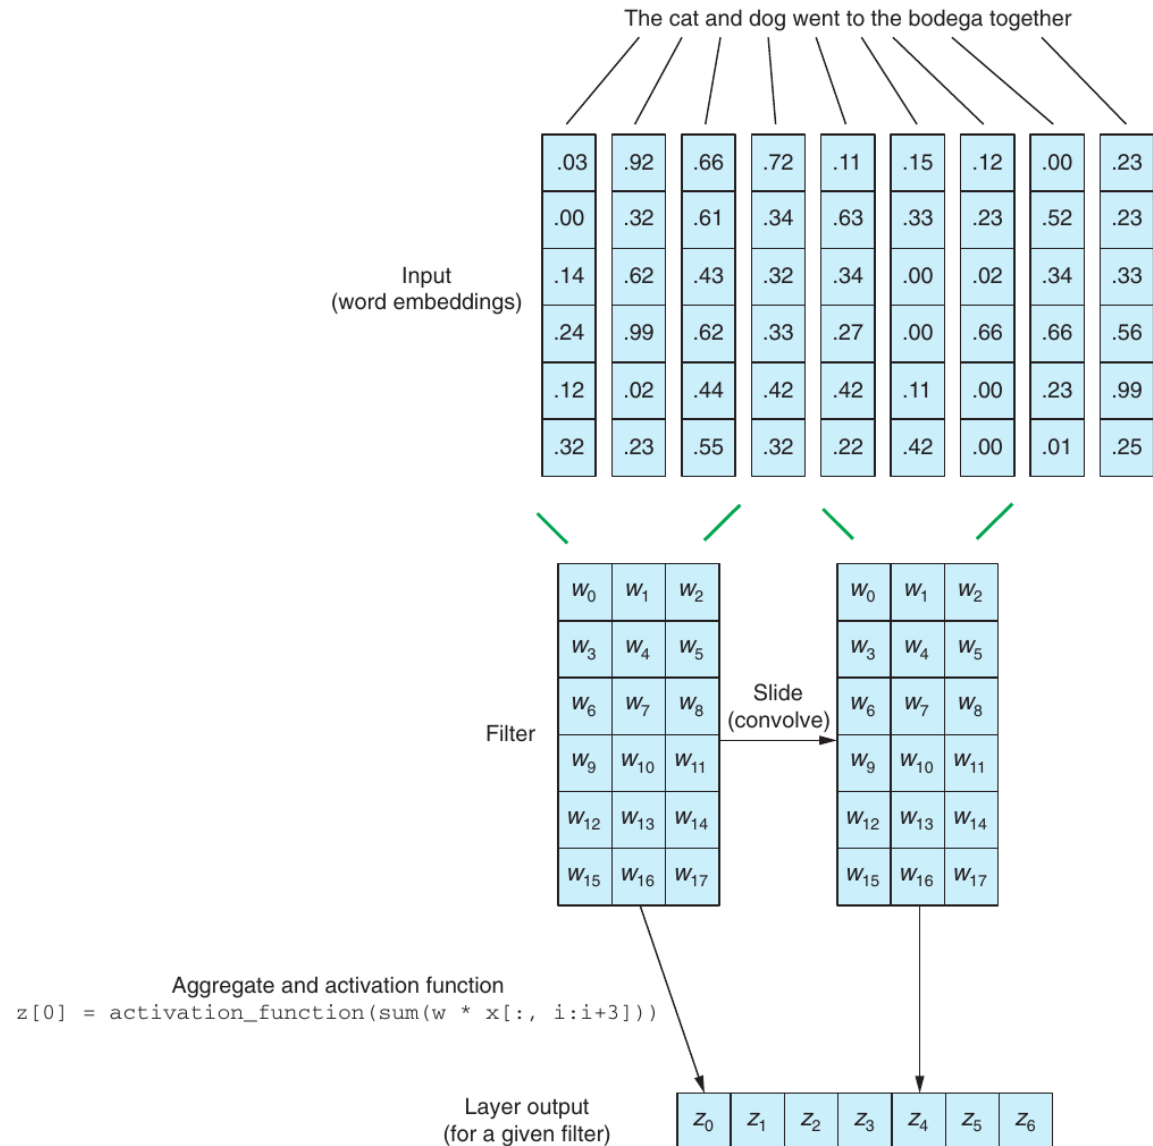 The cat and dog went to the bodega together
.03 .92 .66 .72 .11 .15 .12 .00 .23
.00 .32 .61 .34 .63 .33 .23 .52 .23
Input
(word embeddings)
.14 .62 .43 .32 .34 .00 .02 .34 .33
.24 .99 .62 .33 .27 .00 .66 .66 .56
.12 .02 .44 .42 .42 .11 .00 .23 .99
.32 .23 .55 .32 .22 .42 .00 .01 .25
w0 w1 w2 w0 w1 w2
w3 w4 w5 w3 w4 w5
w6 w7 w8 w6 w7 w8
Slide
(convolve)
Filter
w9 w10 w11 w9 w10 w11
w12 w13 w14 w12 w13 w14
w15 w16 w17 w15 w16 w17
Aggregate and activation function
z[0] = activation_function(sum(w * x[:, i:i+3]))
Layer output
(for a given filter)
z0 z1 z2 z3 z4 z5 z6